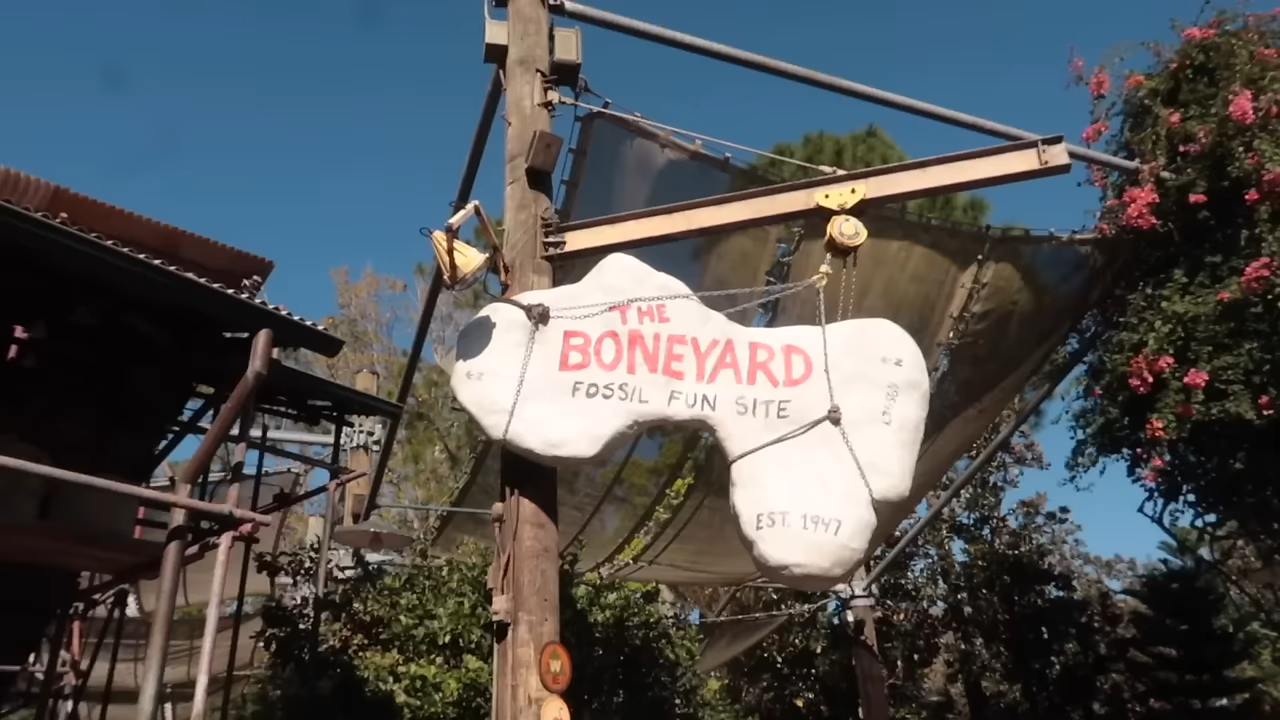 THE
BONEYARD
FOSSIL FUN SITE
EST. 1947
←N
←N
W
E